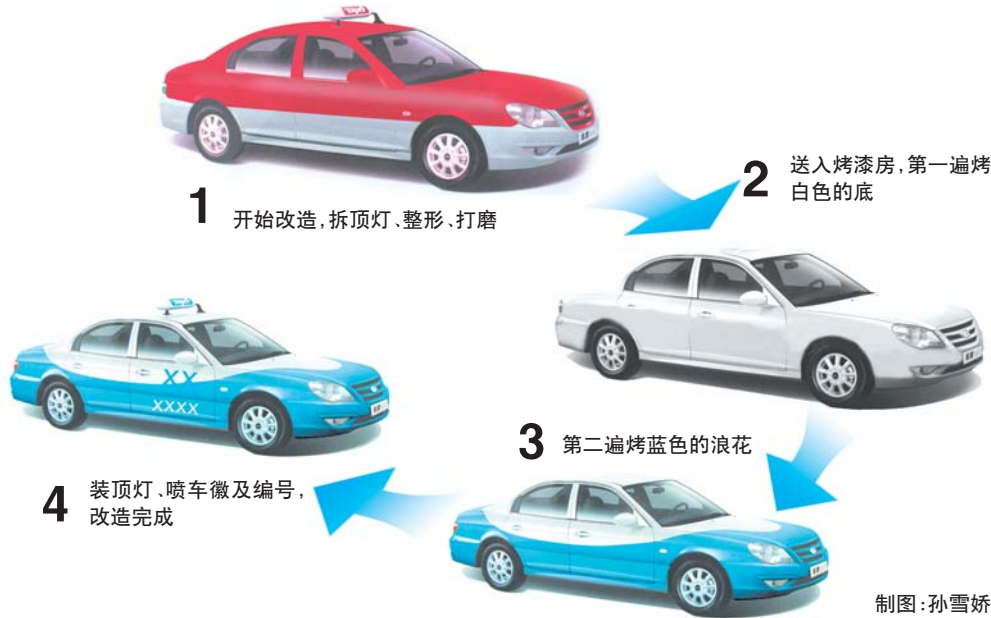 1
开始改造,拆顶灯、整形、打磨
2
送入烤漆房,第一遍烤
白色的底
3
第二遍烤蓝色的浪花
XX
XXXX
4
装顶灯、喷车徽及编号,
改造完成
制图:孙雪娇